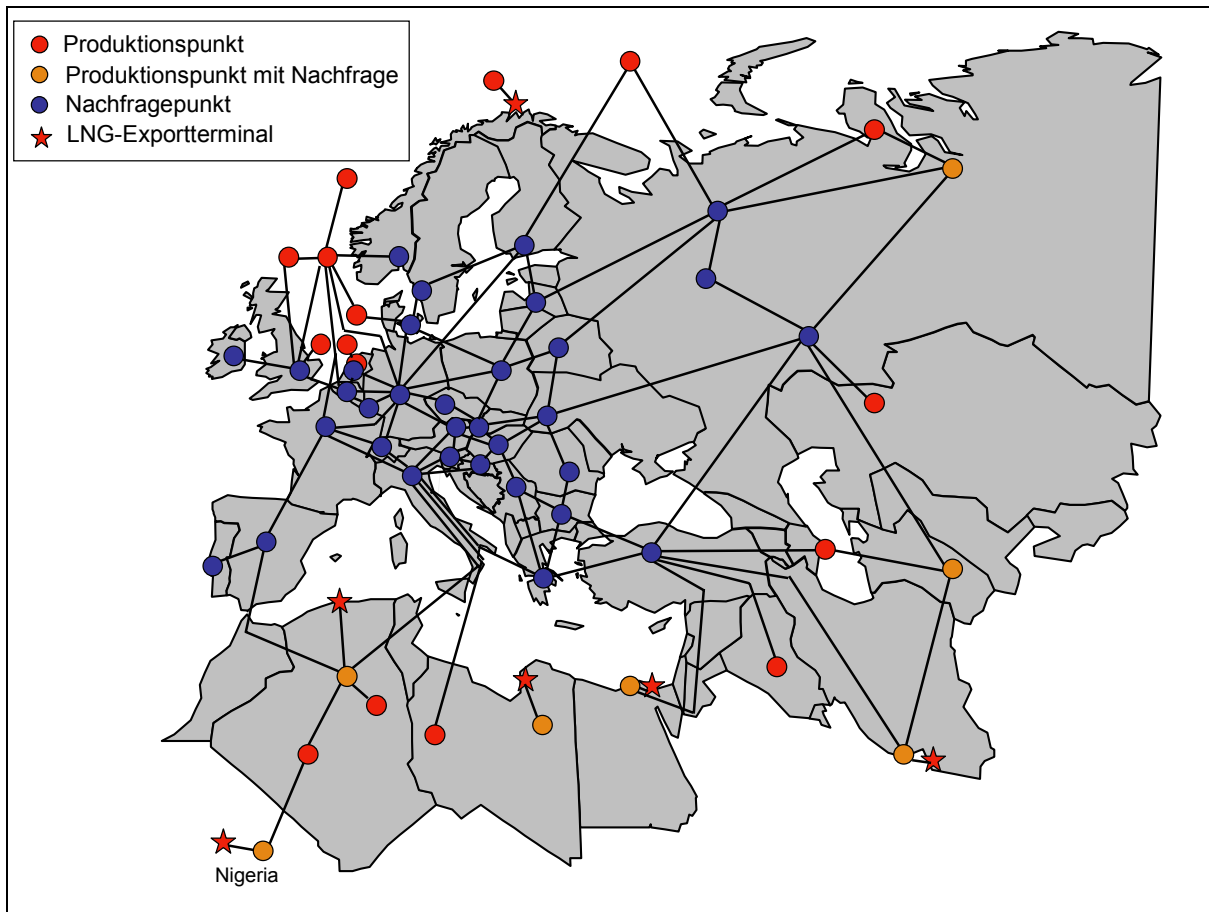 Produktionspunkt
Produktionspunkt mit Nachfrage
Nachfragepunkt
LNG-Exportterminal
Nigeria